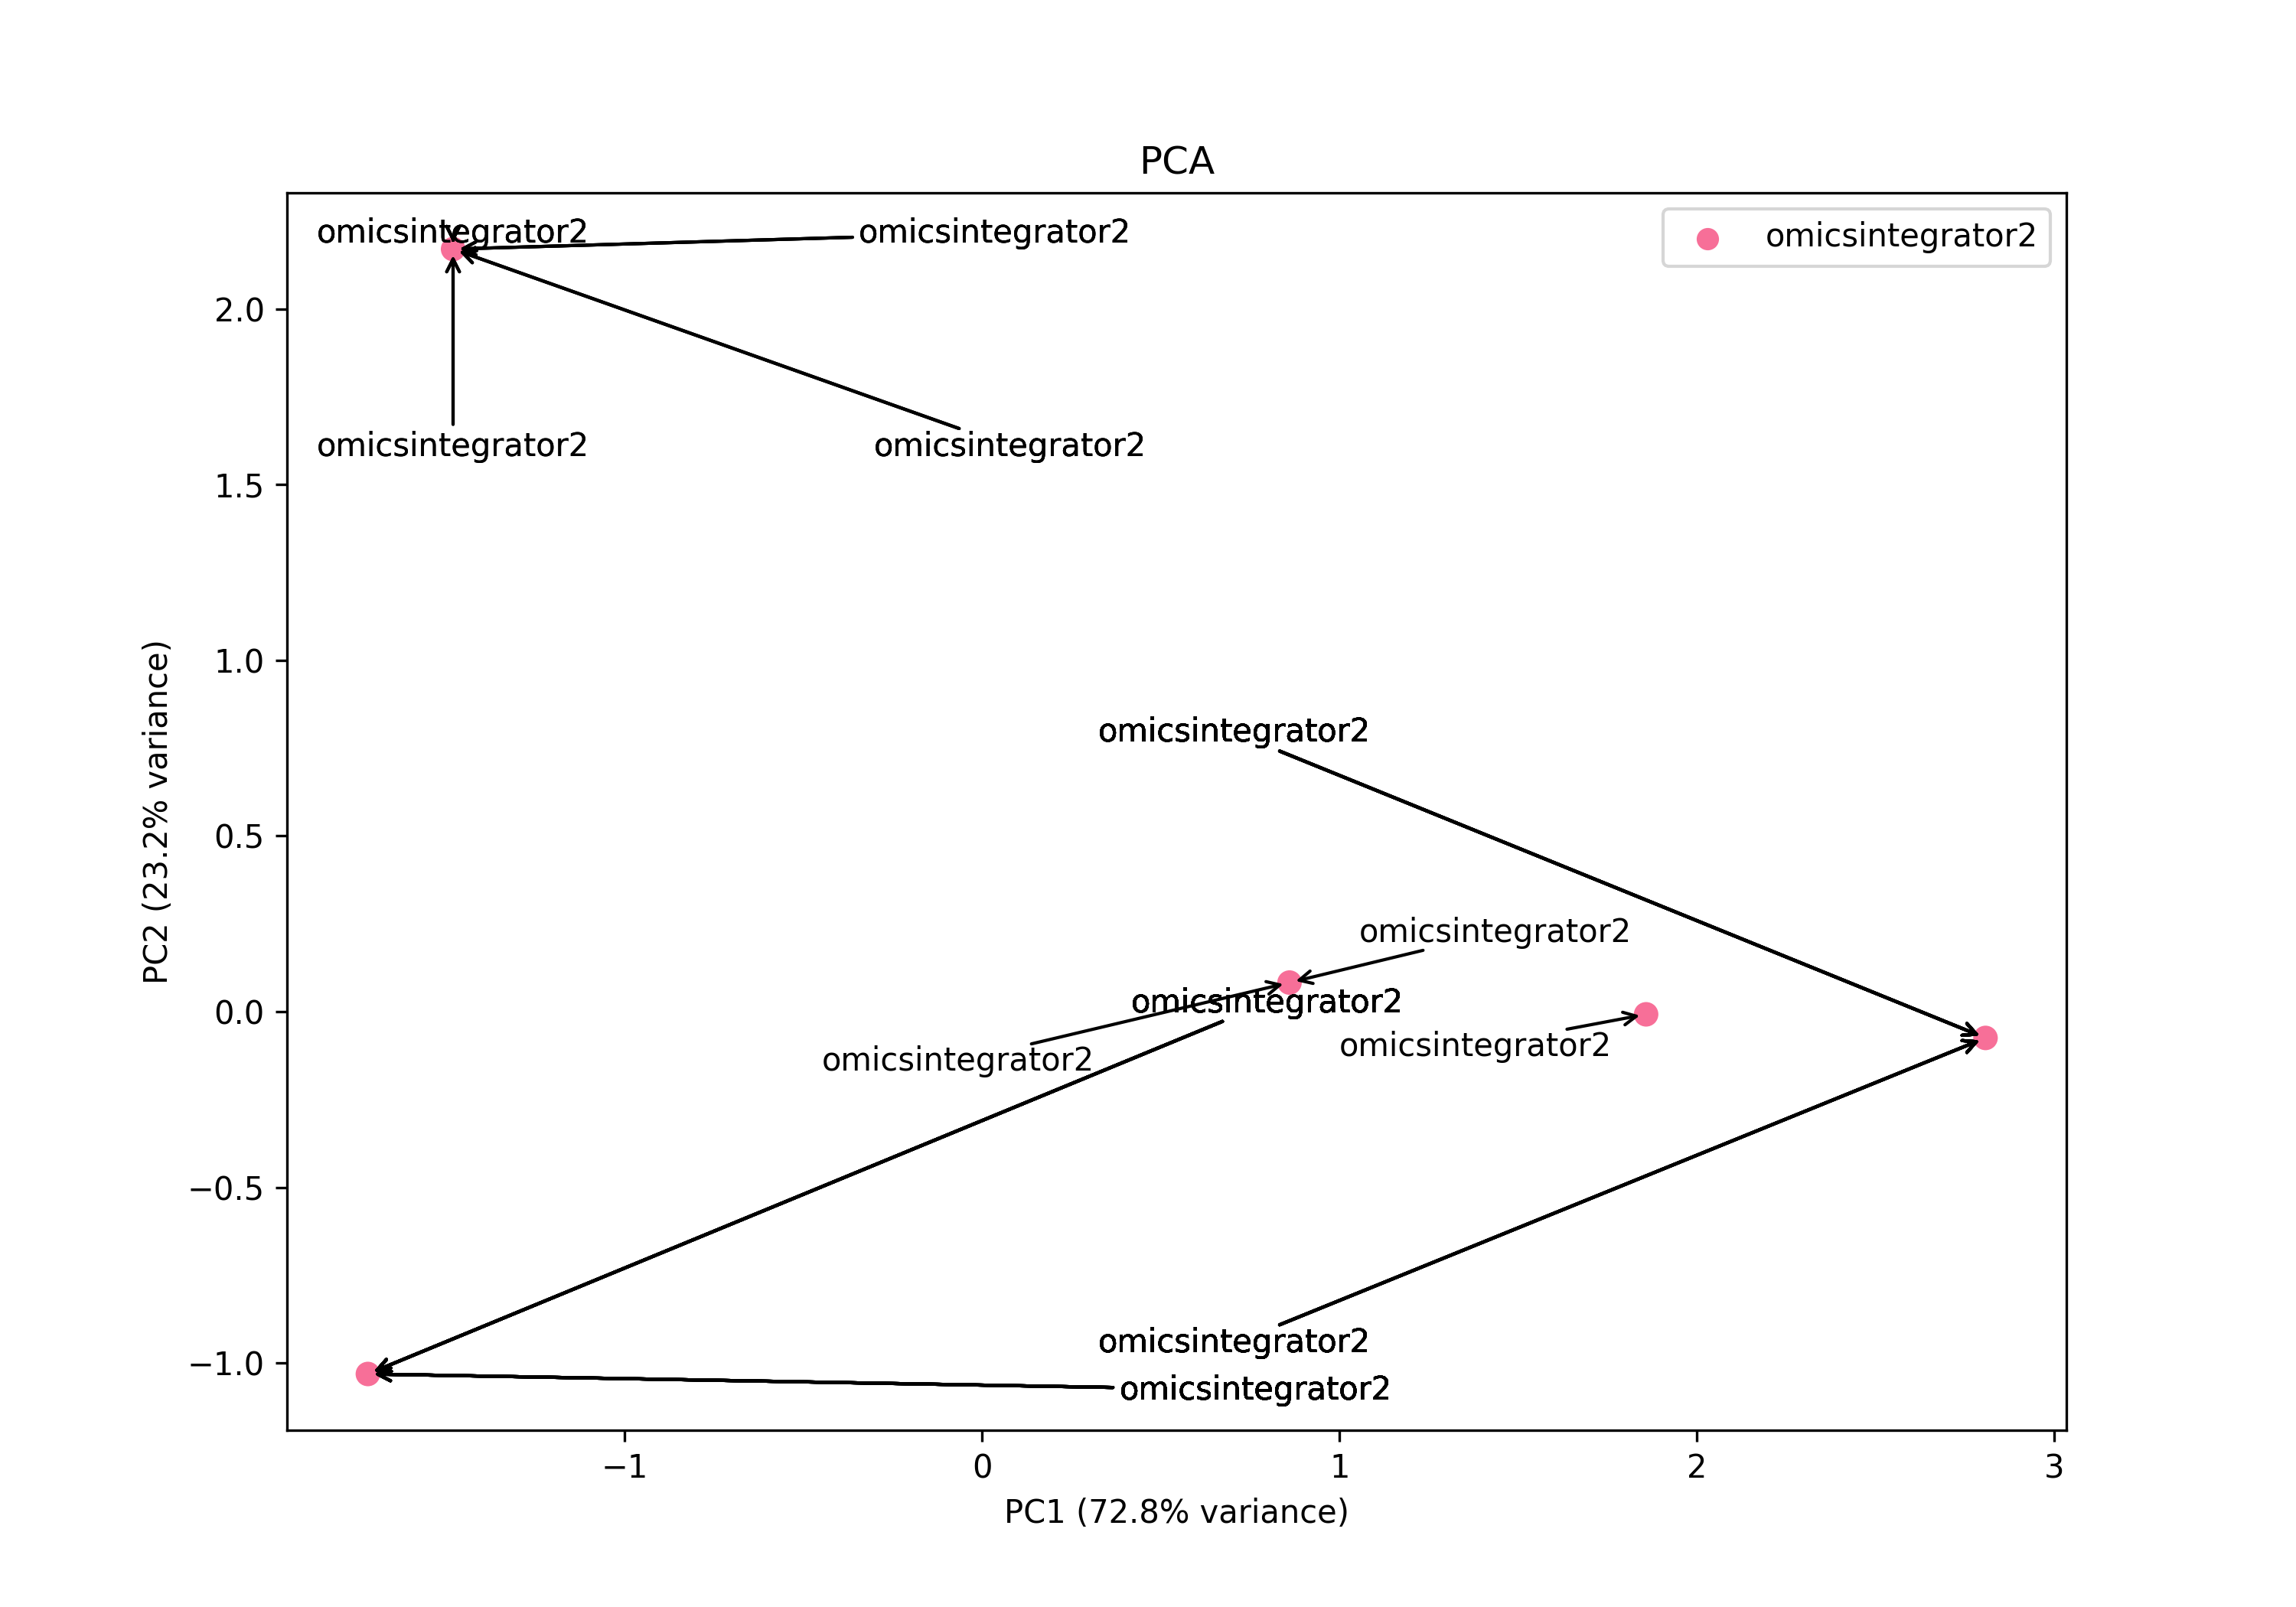 PCA
omicsintegrator2
omicsintegrator2
omicsintegrator2
2.0
omicsintegrator2
omicsintegrator2
1.5
1.0
omicsintegrator2
0.5
omicsintegrator2
omicsintegrator2
0.0
omicsintegrator2
omicsintegrator2
−0.5
omicsintegrator2
−1.0
omicsintegrator2
PC2 (23.2% variance)
−1
0
1
2
3
PC1 (72.8% variance)